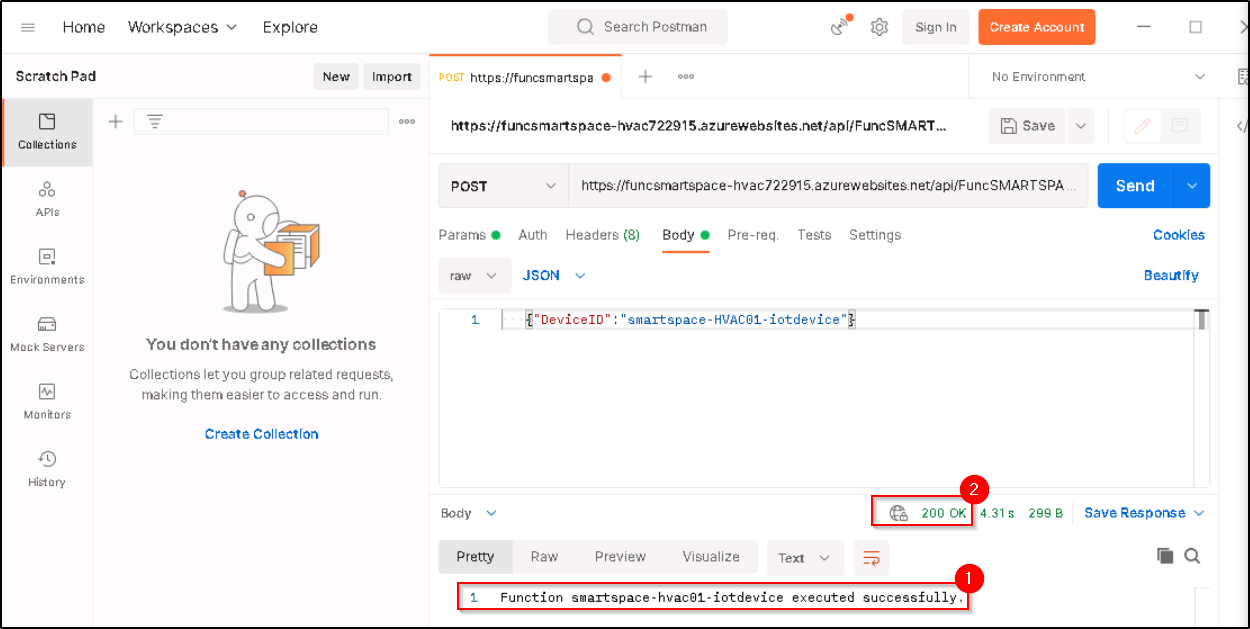 Home Workspaces Explore Search Postman Sign In Create Account
Scratch Pad New Import POST https://funcsmartspa No Environment
Collections
APIs
Environments
Mock Servers
Monitors
History
You don't have any collections
Collections let you group related requests,
making them easier to access and run.
Create Collection
https://funcsmartspace-hvac722915.azurewebsites.net/api/FuncSMART... Save
POST https://funcsmartspace-hvac722915.azurewebsites.net/api/FuncSMARTSPA... Send
Params Auth Headers (8) Body Pre-req. Tests Settings Cookies
raw JSON Beautify
1 {"DeviceID":"smartspace-HVAC01-iotdevice"}
2
Body 200 OK 4.31 s 299 B Save Response
Pretty Raw Preview Visualize Text
1
1 Function smartspace-hvac01-iotdevice executed successfully.